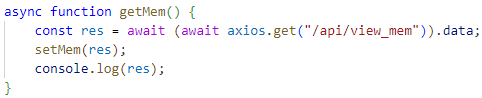 async function getMem() {
    const res = await (await axios.get("/api/view_mem")).data;
    setMem(res);
    console.log(res);
}